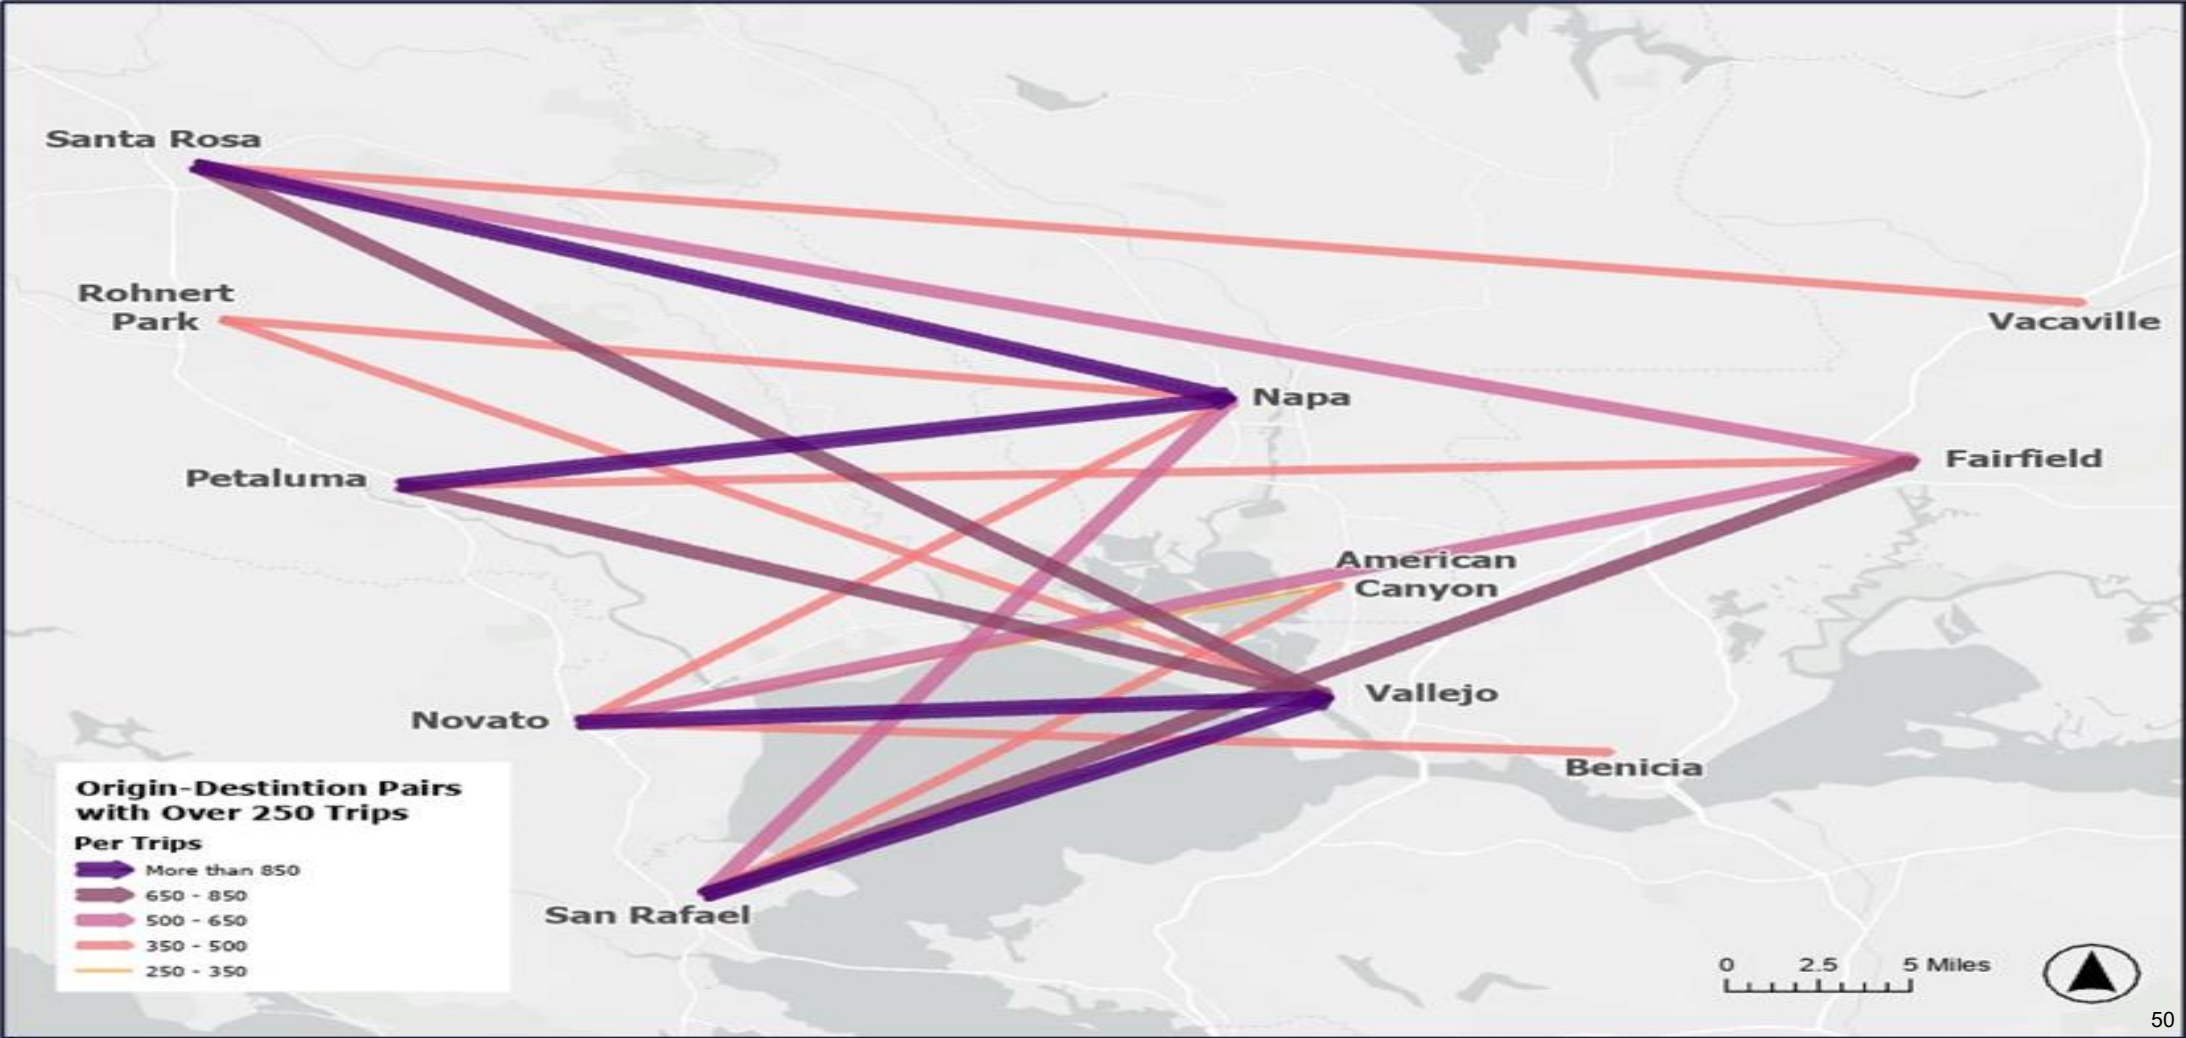 Santa Rosa
Rohnert
Park
Vacaville
Napa
Petaluma
Fairfield
American
Canyon
Novato
Vallejo
Benicia
San Rafael
Origin-Destintion Pairs
with Over 250 Trips
Per Trips
More than 850
650 - 850
500 - 650
350 - 500
250 - 350
0 2.5 5 Miles
50